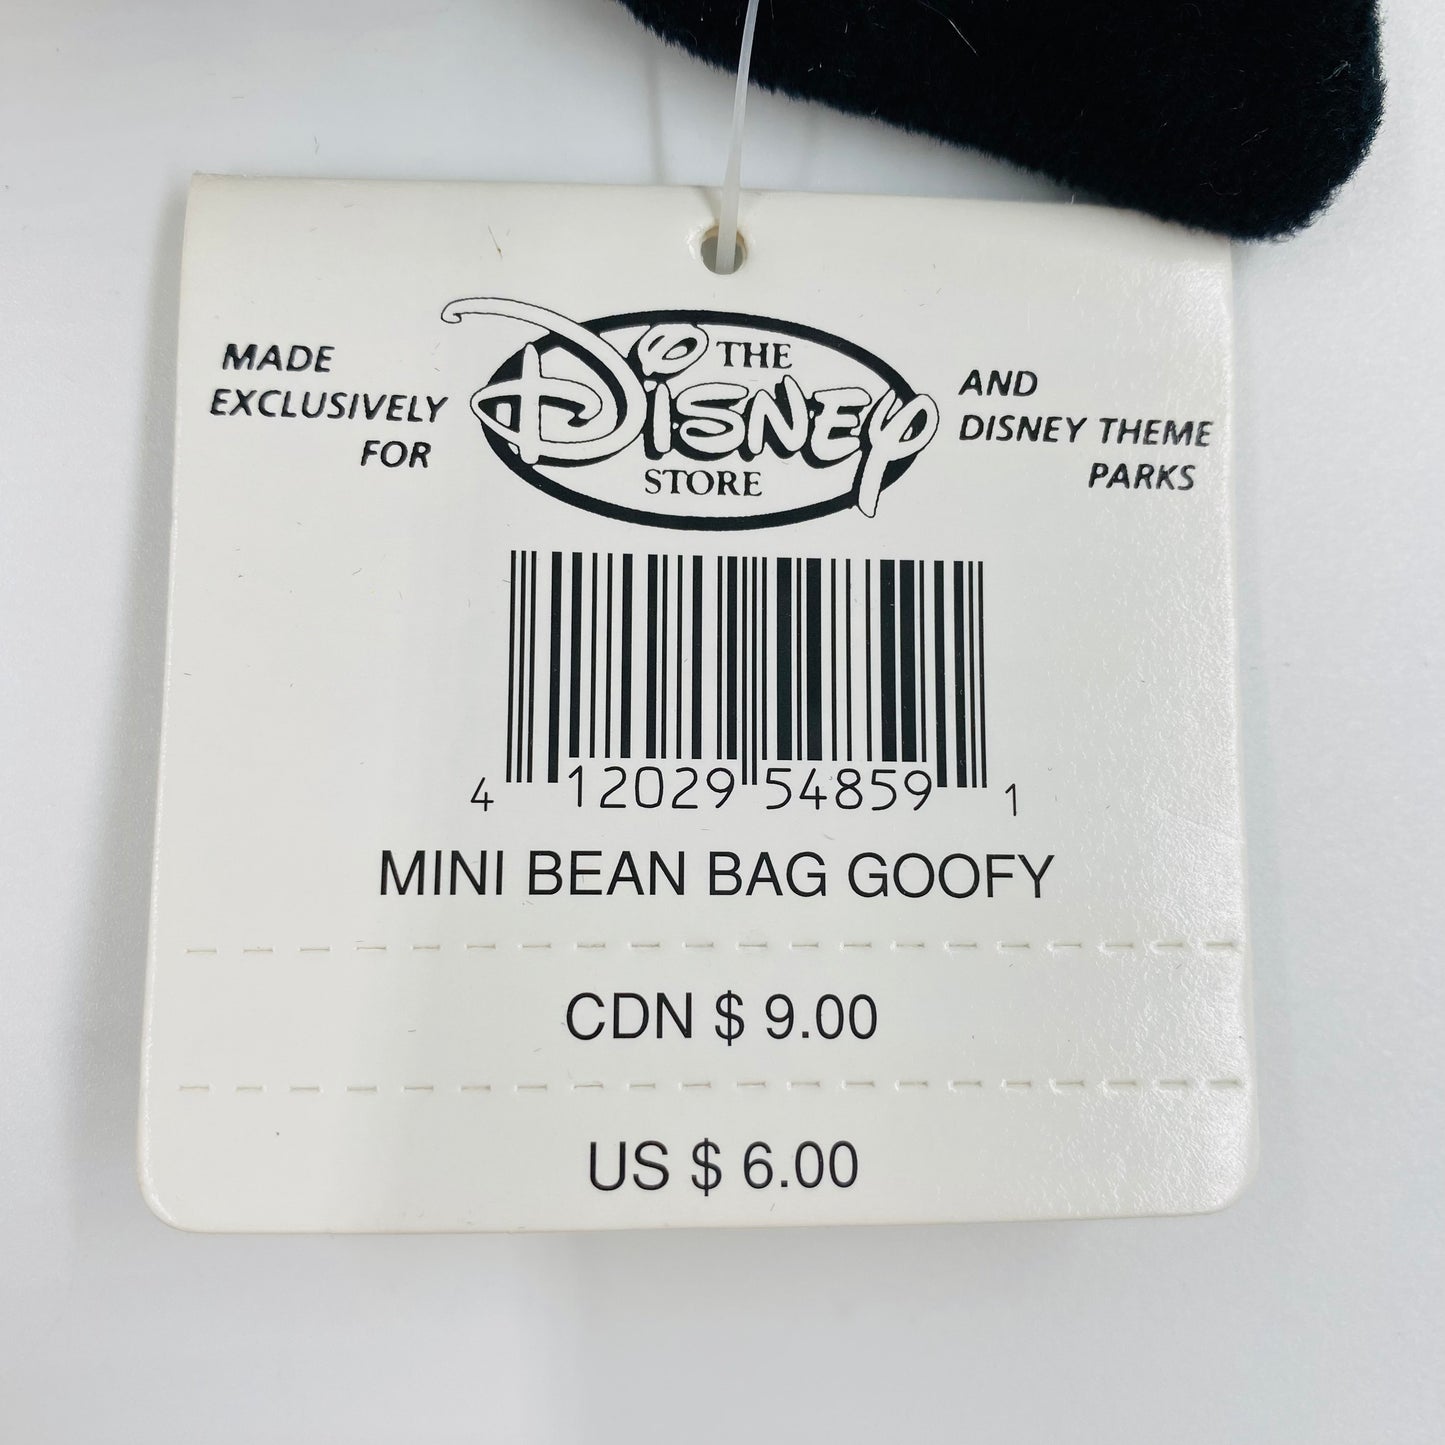 MADE
EXCLUSIVELY
FOR
THE
DISNEY
STORE
AND
DISNEY THEME
PARKS
4 12029 54859 1
MINI BEAN BAG GOOFY
CDN $ 9.00
US $ 6.00